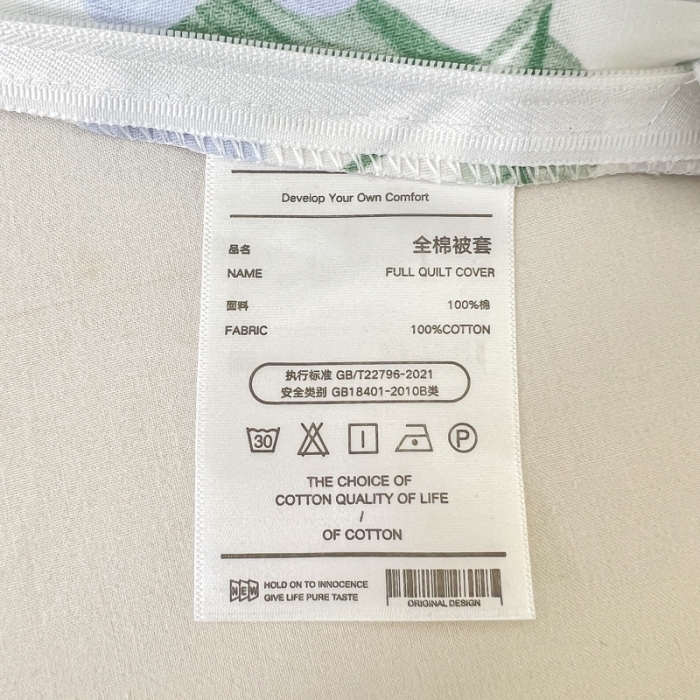 Develop Your Own Comfort
品名 全棉被套
NAME FULL QUILT COVER
面料 100%棉
FABRIC 100%COTTON
执行标准 GB/T22796-2021
安全类别 GB18401-2010B类
30 P
THE CHOICE OF
COTTON QUALITY OF LIFE
/
OF COTTON
NEW HOLD ON TO INNOCENCE
GIVE LIFE PURE TASTE
ORIGINAL DESIGN